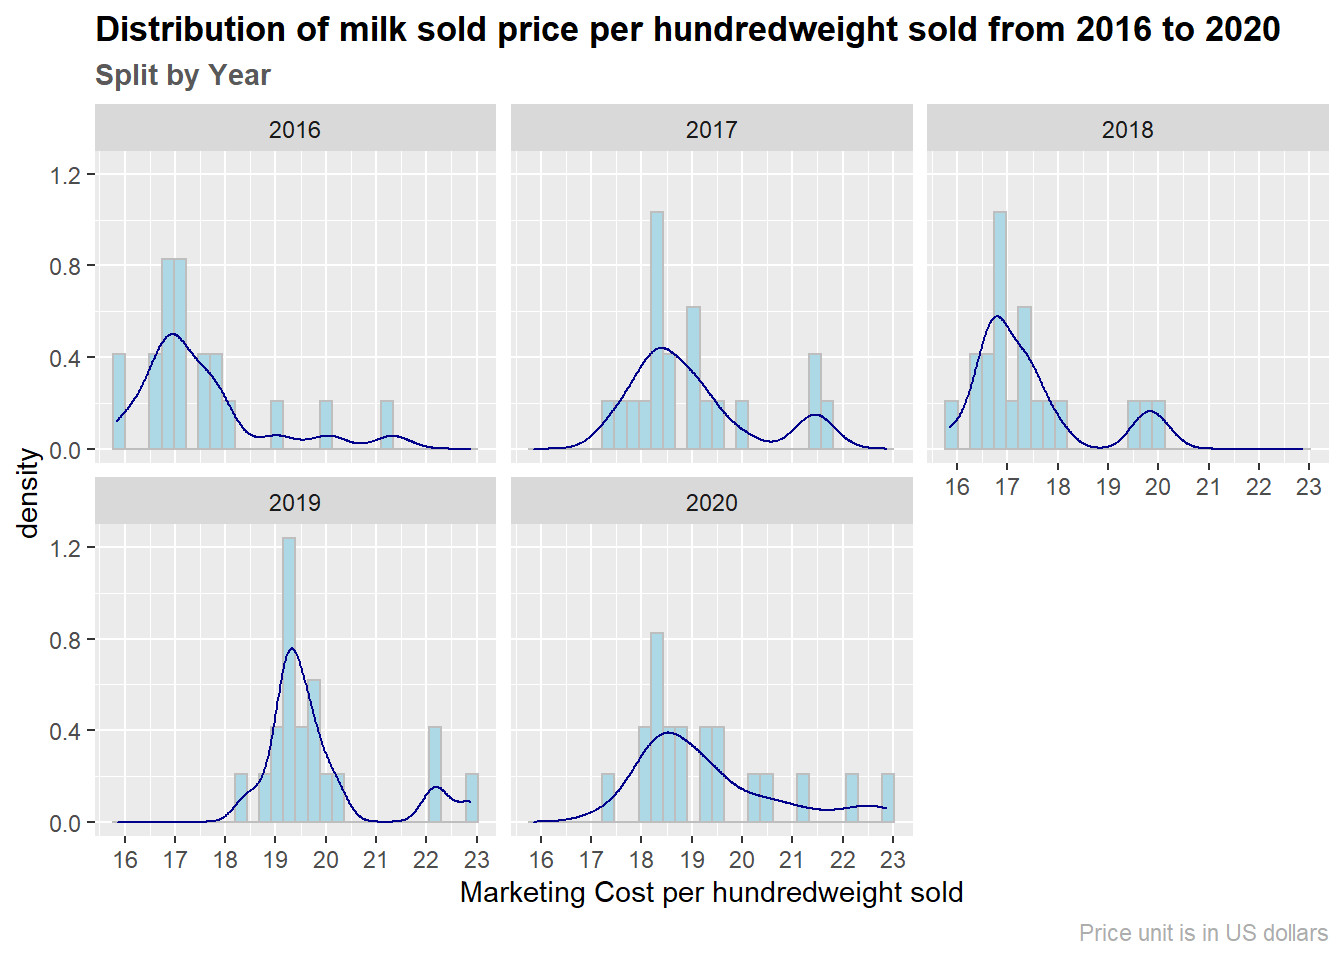 Distribution of milk sold price per hundredweight sold from 2016 to 2020
Split by Year
2016 2017 2018
1.2
0.8
0.4
0.0
16 17 18 19 20 21 22 23
2019 2020
1.2
0.8
0.4
0.0
16 17 18 19 20 21 22 23 16 17 18 19 20 21 22 23
density
Marketing Cost per hundredweight sold
Price unit is in US dollars